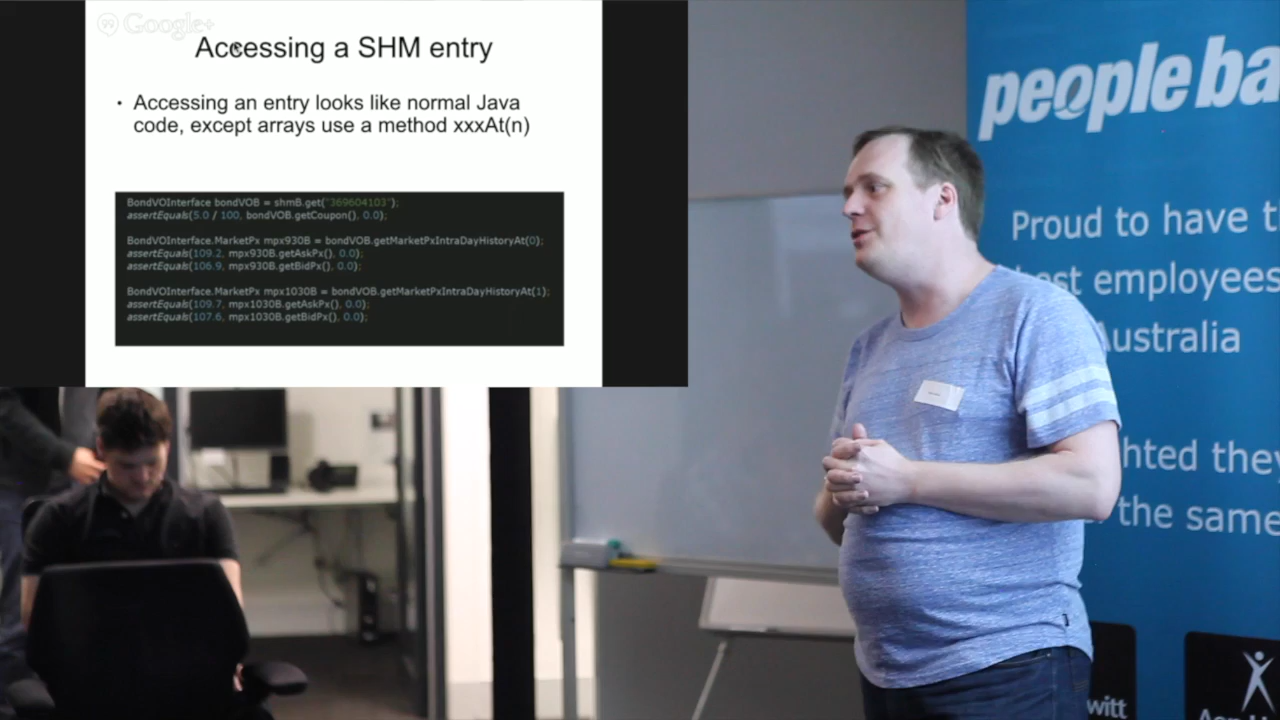 Google+
Accessing a SHM entry
• Accessing an entry looks like normal Java
code, except arrays use a method xxxAt(n)
BondVOInterface bondVOB = shmB.get("369604103");
assertEquals(5.0 / 100, bondVOB.getCoupon(), 0.0);
BondVOInterface.MarketPx mpx930B = bondVOB.getMarketPxIntraDayHistoryAt(0);
assertEquals(109.2, mpx930B.getAskPx(), 0.0);
assertEquals(106.9, mpx930B.getBidPx(), 0.0);
BondVOInterface.MarketPx mpx1030B = bondVOB.getMarketPxIntraDayHistoryAt(1);
assertEquals(109.7, mpx1030B.getAskPx(), 0.0);
assertEquals(107.6, mpx1030B.getBidPx(), 0.0);
people ba
Proud to have t
est employees
Australia
hted they
the same
witt